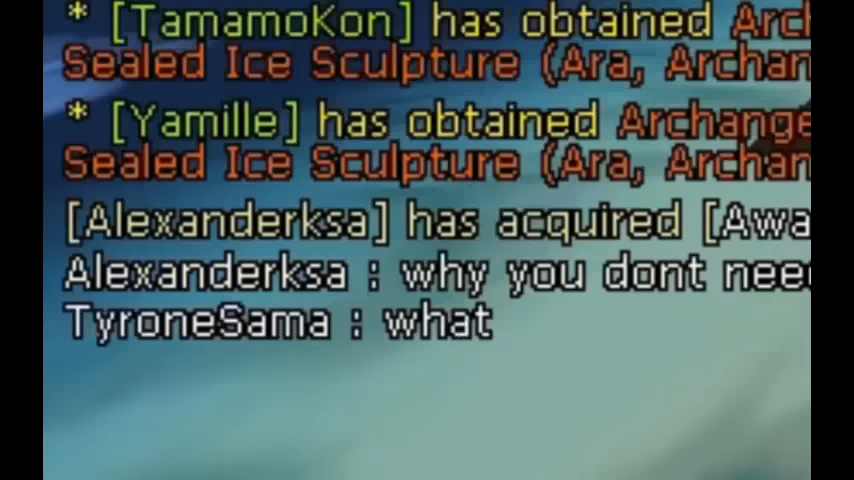 * [TamamoKon] has obtained Arch
Sealed Ice Sculpture (Ara, Archan
* [Yamille] has obtained Archange
Sealed Ice Sculpture (Ara, Archan
[Alexanderksa] has acquired [Awa
Alexanderksa : why you dont need
TyroneSama : what